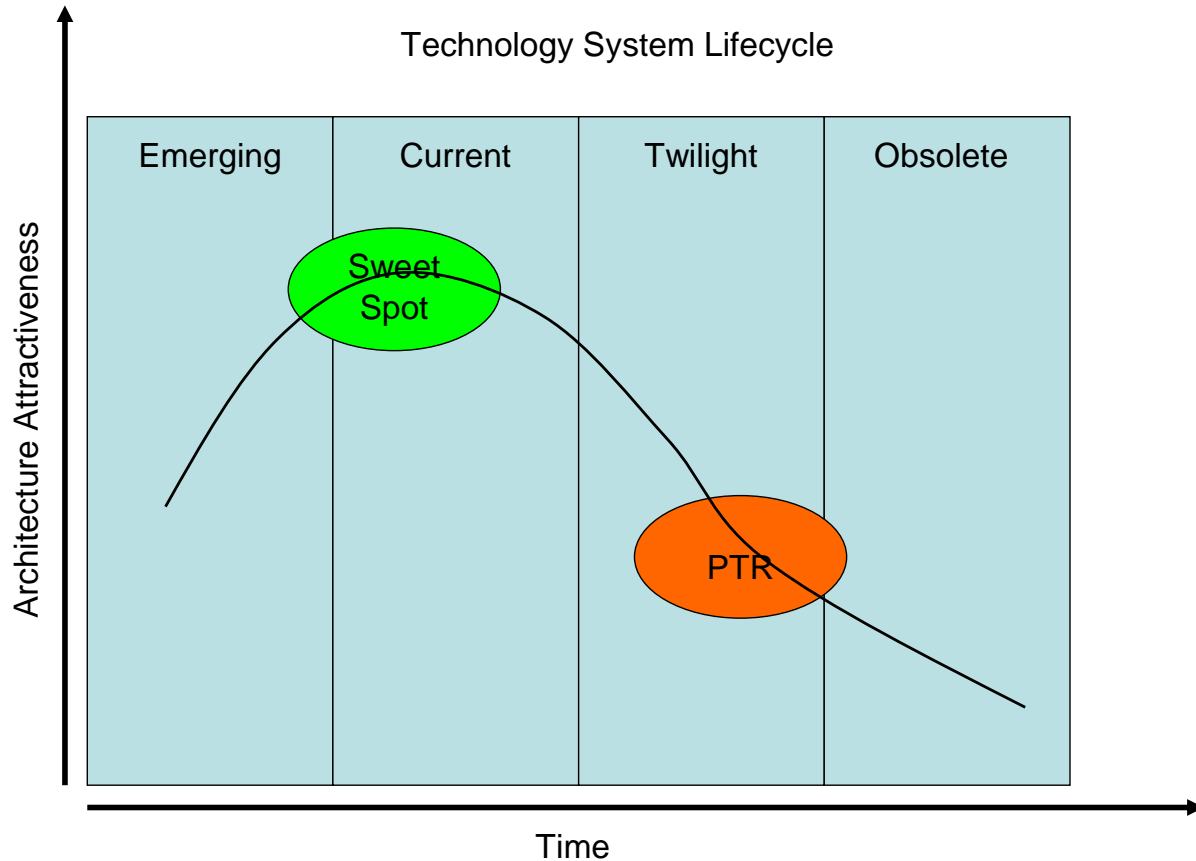 Technology System Lifecycle
Emerging
Current
Twilight
Obsolete
Sweet
Spot
PTR
Architecture Attractiveness
Time